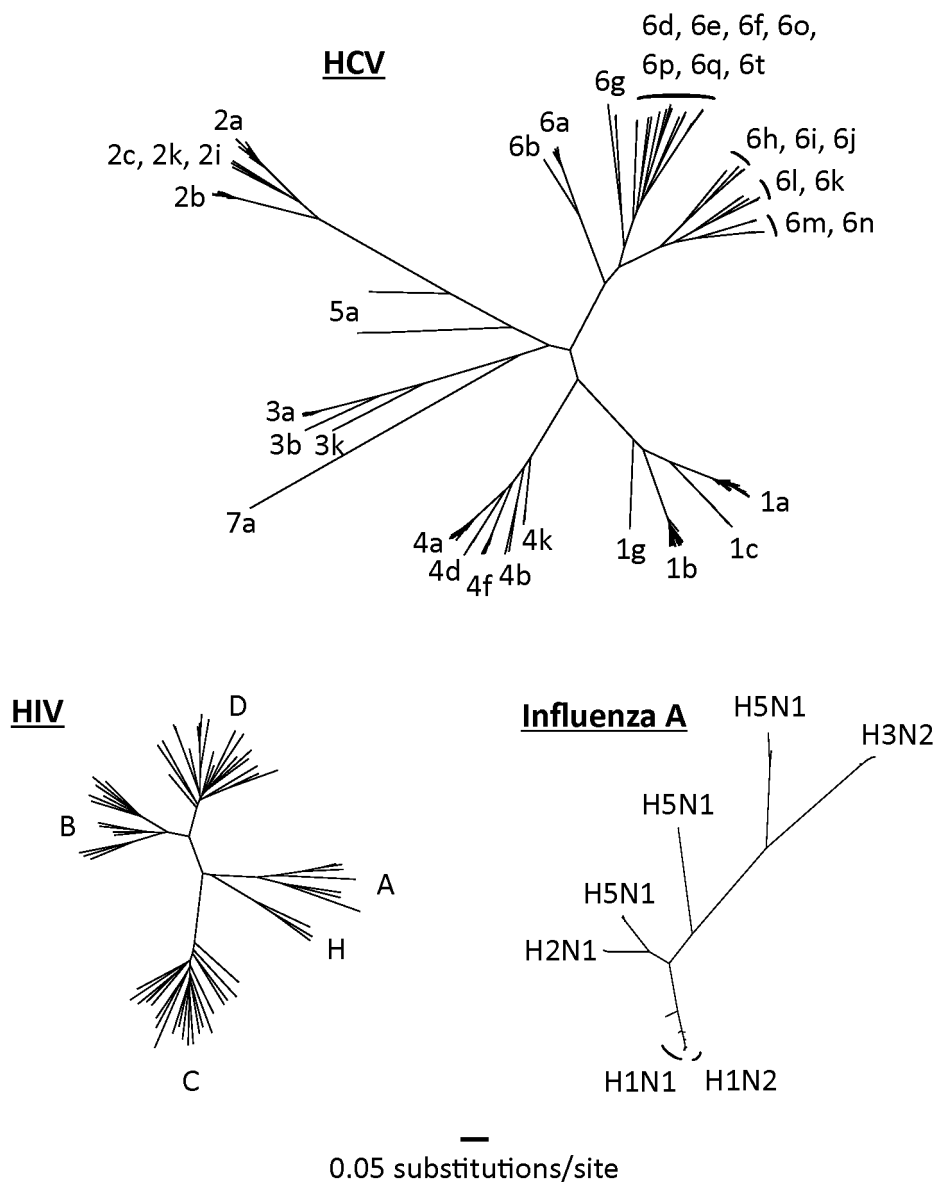 HCV
6d, 6e, 6f, 6o,
6p, 6q, 6t
6g
6a
6b
6h, 6i, 6j
6l, 6k
6m, 6n
2a
2c, 2k, 2i
2b
5a
3a
3b
3k
7a
4a
4d
4f
4b
4k
1g
1b
1c
1a
HIV
D
B
A
H
C
Influenza A
H5N1
H3N2
H5N1
H5N1
H2N1
H1N1
H1N2
0.05 substitutions/site